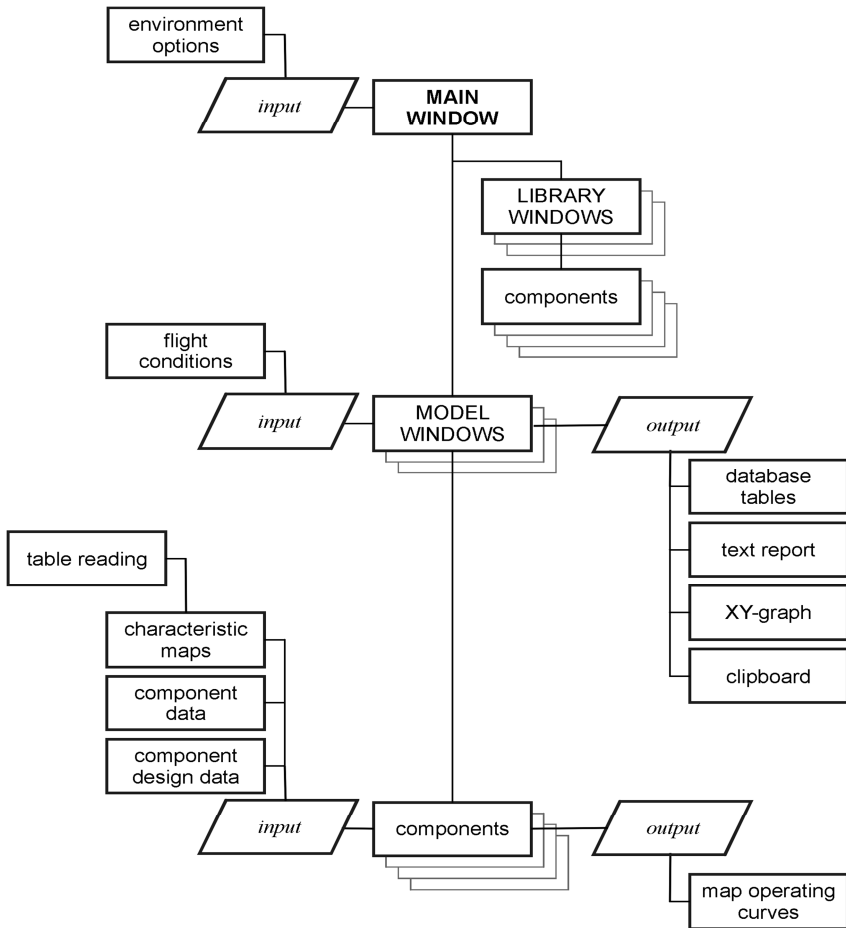 environment
options
input
MAIN
WINDOW
LIBRARY
WINDOWS
components
flight
conditions
input
MODEL
WINDOWS
output
database
tables
text report
XY-graph
clipboard
table reading
characteristic
maps
component
data
component
design data
input
components
output
map operating
curves